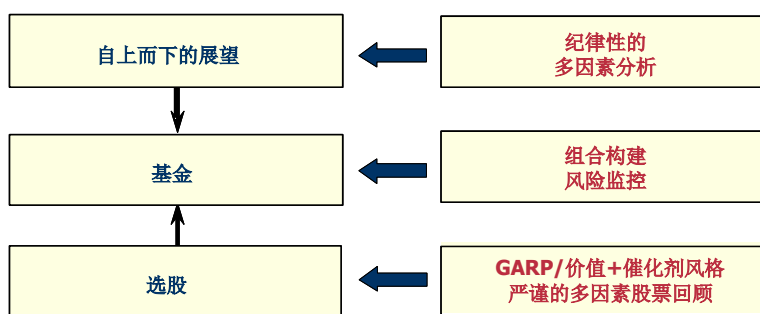 自上而下的展望
纪律性的
多因素分析
基金
组合构建
风险监控
选股
GARP/价值+催化剂风格
严谨的多因素股票回顾